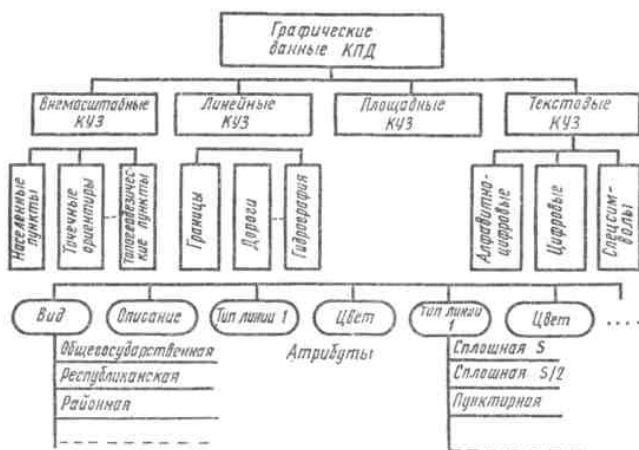 Графические
данные КПД
Внемасштабные
КУЗ
Линейные
КУЗ
Площадные
КУЗ
Текстовые
КУЗ
Населенные
пункты
Точечные
ориентиры
Топогеодезичес-
кие пункты
Границы
Дороги
Гидрография
Алфавитно-
цифровые
Цифровые
Спецсим-
волы
Вид
Описание
Тип линии 1
Цвет
Тип линии
1
Цвет
Общегосударственная
Республиканская
Районная
Атрибуты
Сплошная S
Сплошная S/2
Пунктирная